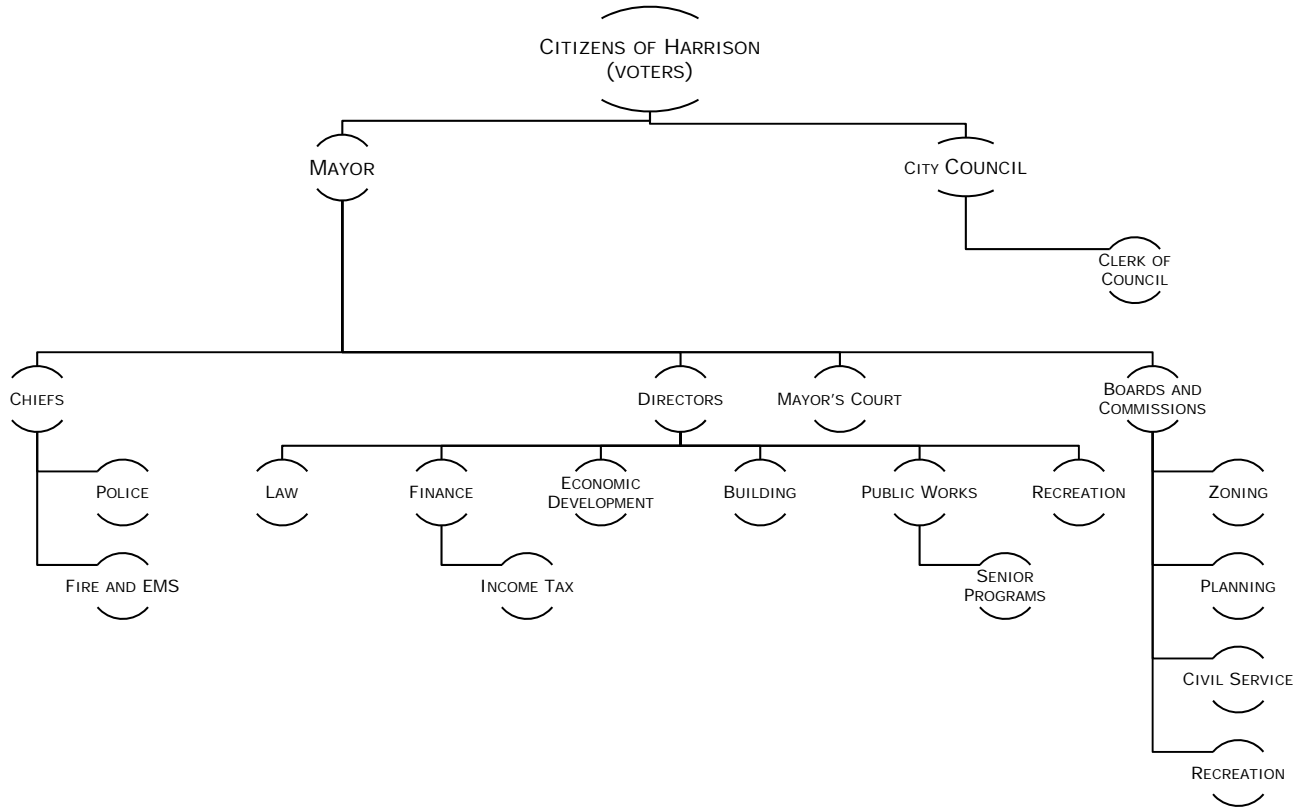 CITIZENS OF HARRISON
(VOTERS)
MAYOR
CITY COUNCIL
CLERK OF
COUNCIL
CHIEFS
DIRECTORS
MAYOR'S COURT
BOARDS AND
COMMISSIONS
POLICE
LAW
FINANCE
ECONOMIC
DEVELOPMENT
BUILDING
PUBLIC WORKS
RECREATION
ZONING
FIRE AND EMS
INCOME TAX
SENIOR
PROGRAMS
PLANNING
CIVIL SERVICE
RECREATION